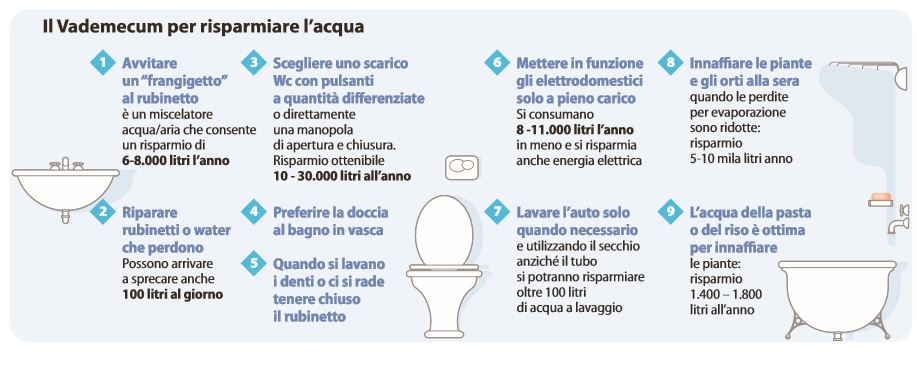 Il Vademecum per risparmiare l'acqua
1 Avvitare
un "frangigetto"
al rubinetto
è un miscelatore
acqua/aria che consente
un risparmio di
6-8.000 litri l'anno
2 Riparare
rubinetti o water
che perdono
Possono arrivare
a sprecare anche
100 litri al giorno
3 Scegliere uno scarico
Wc con pulsanti
a quantità differenziate
o direttamente
una manopola
di apertura e chiusura.
Risparmio ottenibile
10 - 30.000 litri all'anno
4 Preferire la doccia
al bagno in vasca
5 Quando si lavano
i denti o ci si rade
tenere chiuso
il rubinetto
6 Mettere in funzione
gli elettrodomestici
solo a pieno carico
Si consumano
8 -11.000 litri l'anno
in meno e si risparmia
anche energia elettrica
7 Lavare l'auto solo
quando necessario
e utilizzando il secchio
anziché il tubo
si potranno risparmiare
oltre 100 litri
di acqua a lavaggio
8 Innaffiare le piante
e gli orti alla sera
quando le perdite
per evaporazione
sono ridotte:
risparmio
5-10 mila litri anno
9 L'acqua della pasta
o del riso è ottima
per innaffiare
le piante:
risparmio
1.400 – 1.800
litri all'anno